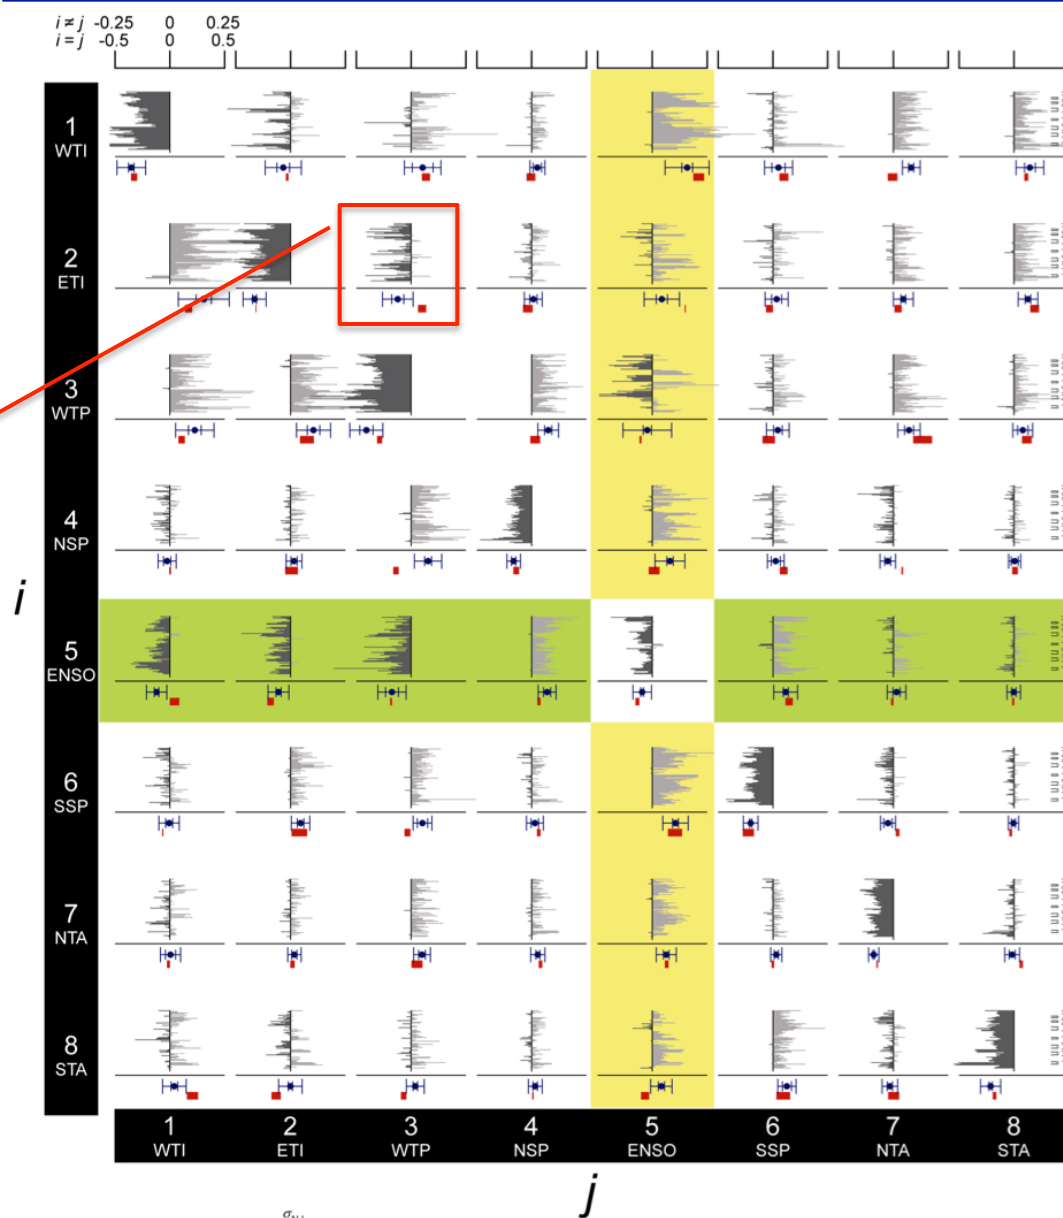 i ≠ j -0.25 0 0.25
i = j -0.5 0 0.5
1
WTI
2
ETI
3
WTP
4
NSP
i
5
ENSO
6
SSP
7
NTA
8
STA
1 2 3 4 5 6 7 8
WTI ETI WTP NSP ENSO SSP NTA STA
j